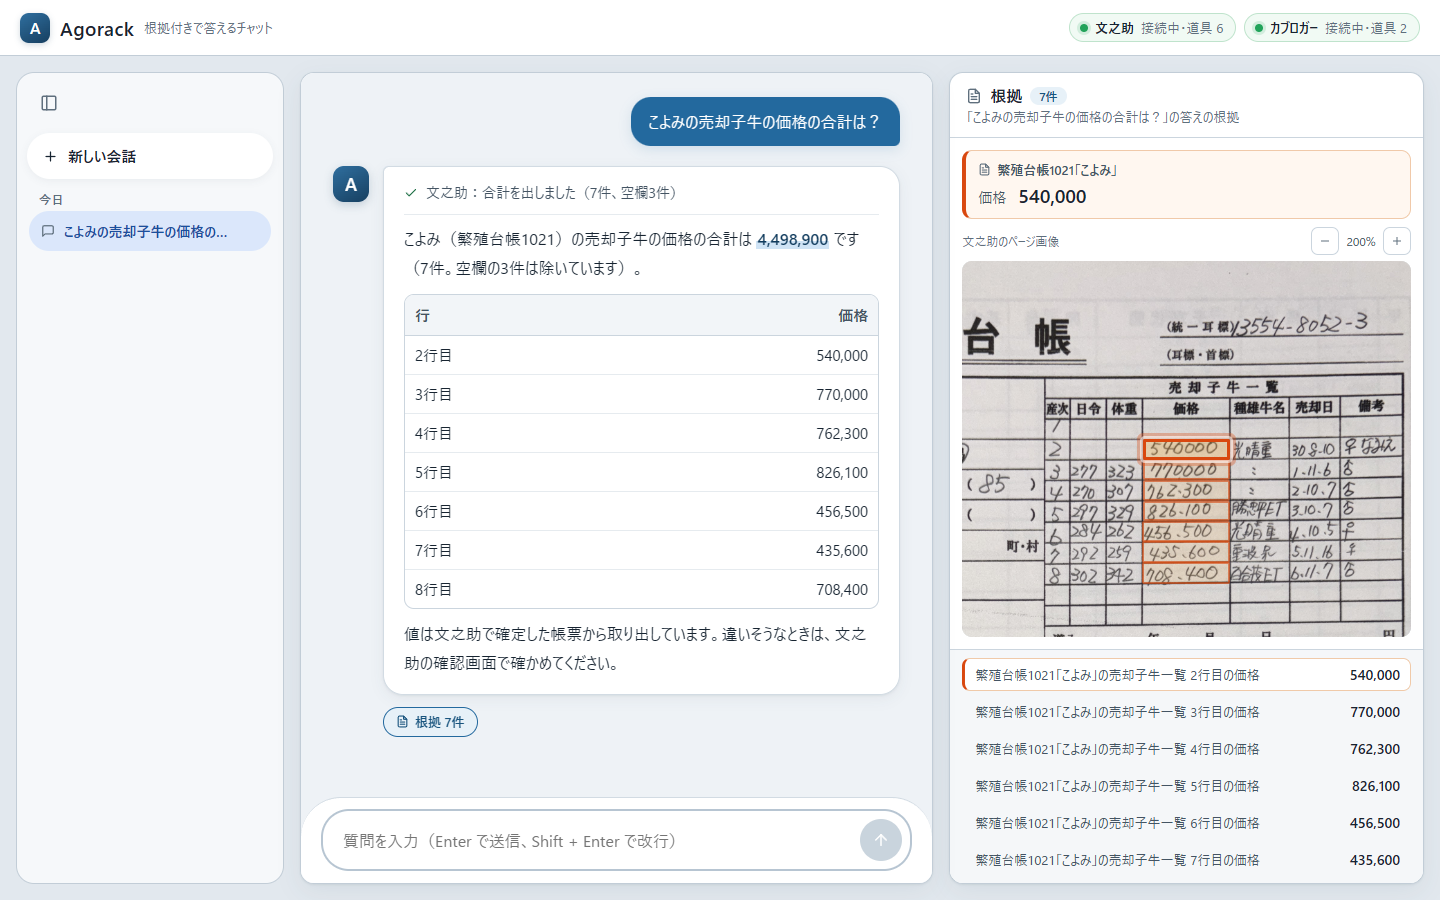 A Agorack 根拠付きで答えるチャット
文之助 接続中・道具 6
カブロガー 接続中・道具 2
新しい会話
今日
こよみの売却子牛の価格の...
こよみの売却子牛の価格の合計は？
A
文之助：合計を出しました（7件、空欄3件）
こよみ（繁殖台帳1021）の売却子牛の価格の合計は 4,498,900 です
（7件。空欄の3件は除いています）。
行 価格
2行目 540,000
3行目 770,000
4行目 762,300
5行目 826,100
6行目 456,500
7行目 435,600
8行目 708,400
値は文之助で確定した帳票から取り出しています。違いそうなときは、文之
助の確認画面で確かめてください。
根拠 7件
質問を入力（Enter で送信、Shift + Enter で改行）
根拠 7件
「こよみの売却子牛の価格の合計は？」の答えの根拠
繁殖台帳1021「こよみ」
価格 540,000
文之助のページ画像
200%
台帳
(統一耳標) 13554-8052-3
(耳標・首標)
売却子牛一覧
産次 日令 体重 価格 種雄牛名 売却日 備考
1
2 540000 光晴重 30.8.10 ♀
3 277 323 770000 〃 1.11.6 ♂
4 270 307 762.300 〃 2.10.7 ♂
5 297 329 826.100 3.10.7 ♂
6 284 262 456.500 光晴重 4.10.5 ♀
7 292 259 435.600 5.11.16 ♀
8 302 342 708.400 6.11.7 ♂
( 85 )
( )
町・村
年 月 日 円
繁殖台帳1021「こよみ」の売却子牛一覧 2行目の価格 540,000
繁殖台帳1021「こよみ」の売却子牛一覧 3行目の価格 770,000
繁殖台帳1021「こよみ」の売却子牛一覧 4行目の価格 762,300
繁殖台帳1021「こよみ」の売却子牛一覧 5行目の価格 826,100
繁殖台帳1021「こよみ」の売却子牛一覧 6行目の価格 456,500
繁殖台帳1021「こよみ」の売却子牛一覧 7行目の価格 435,600